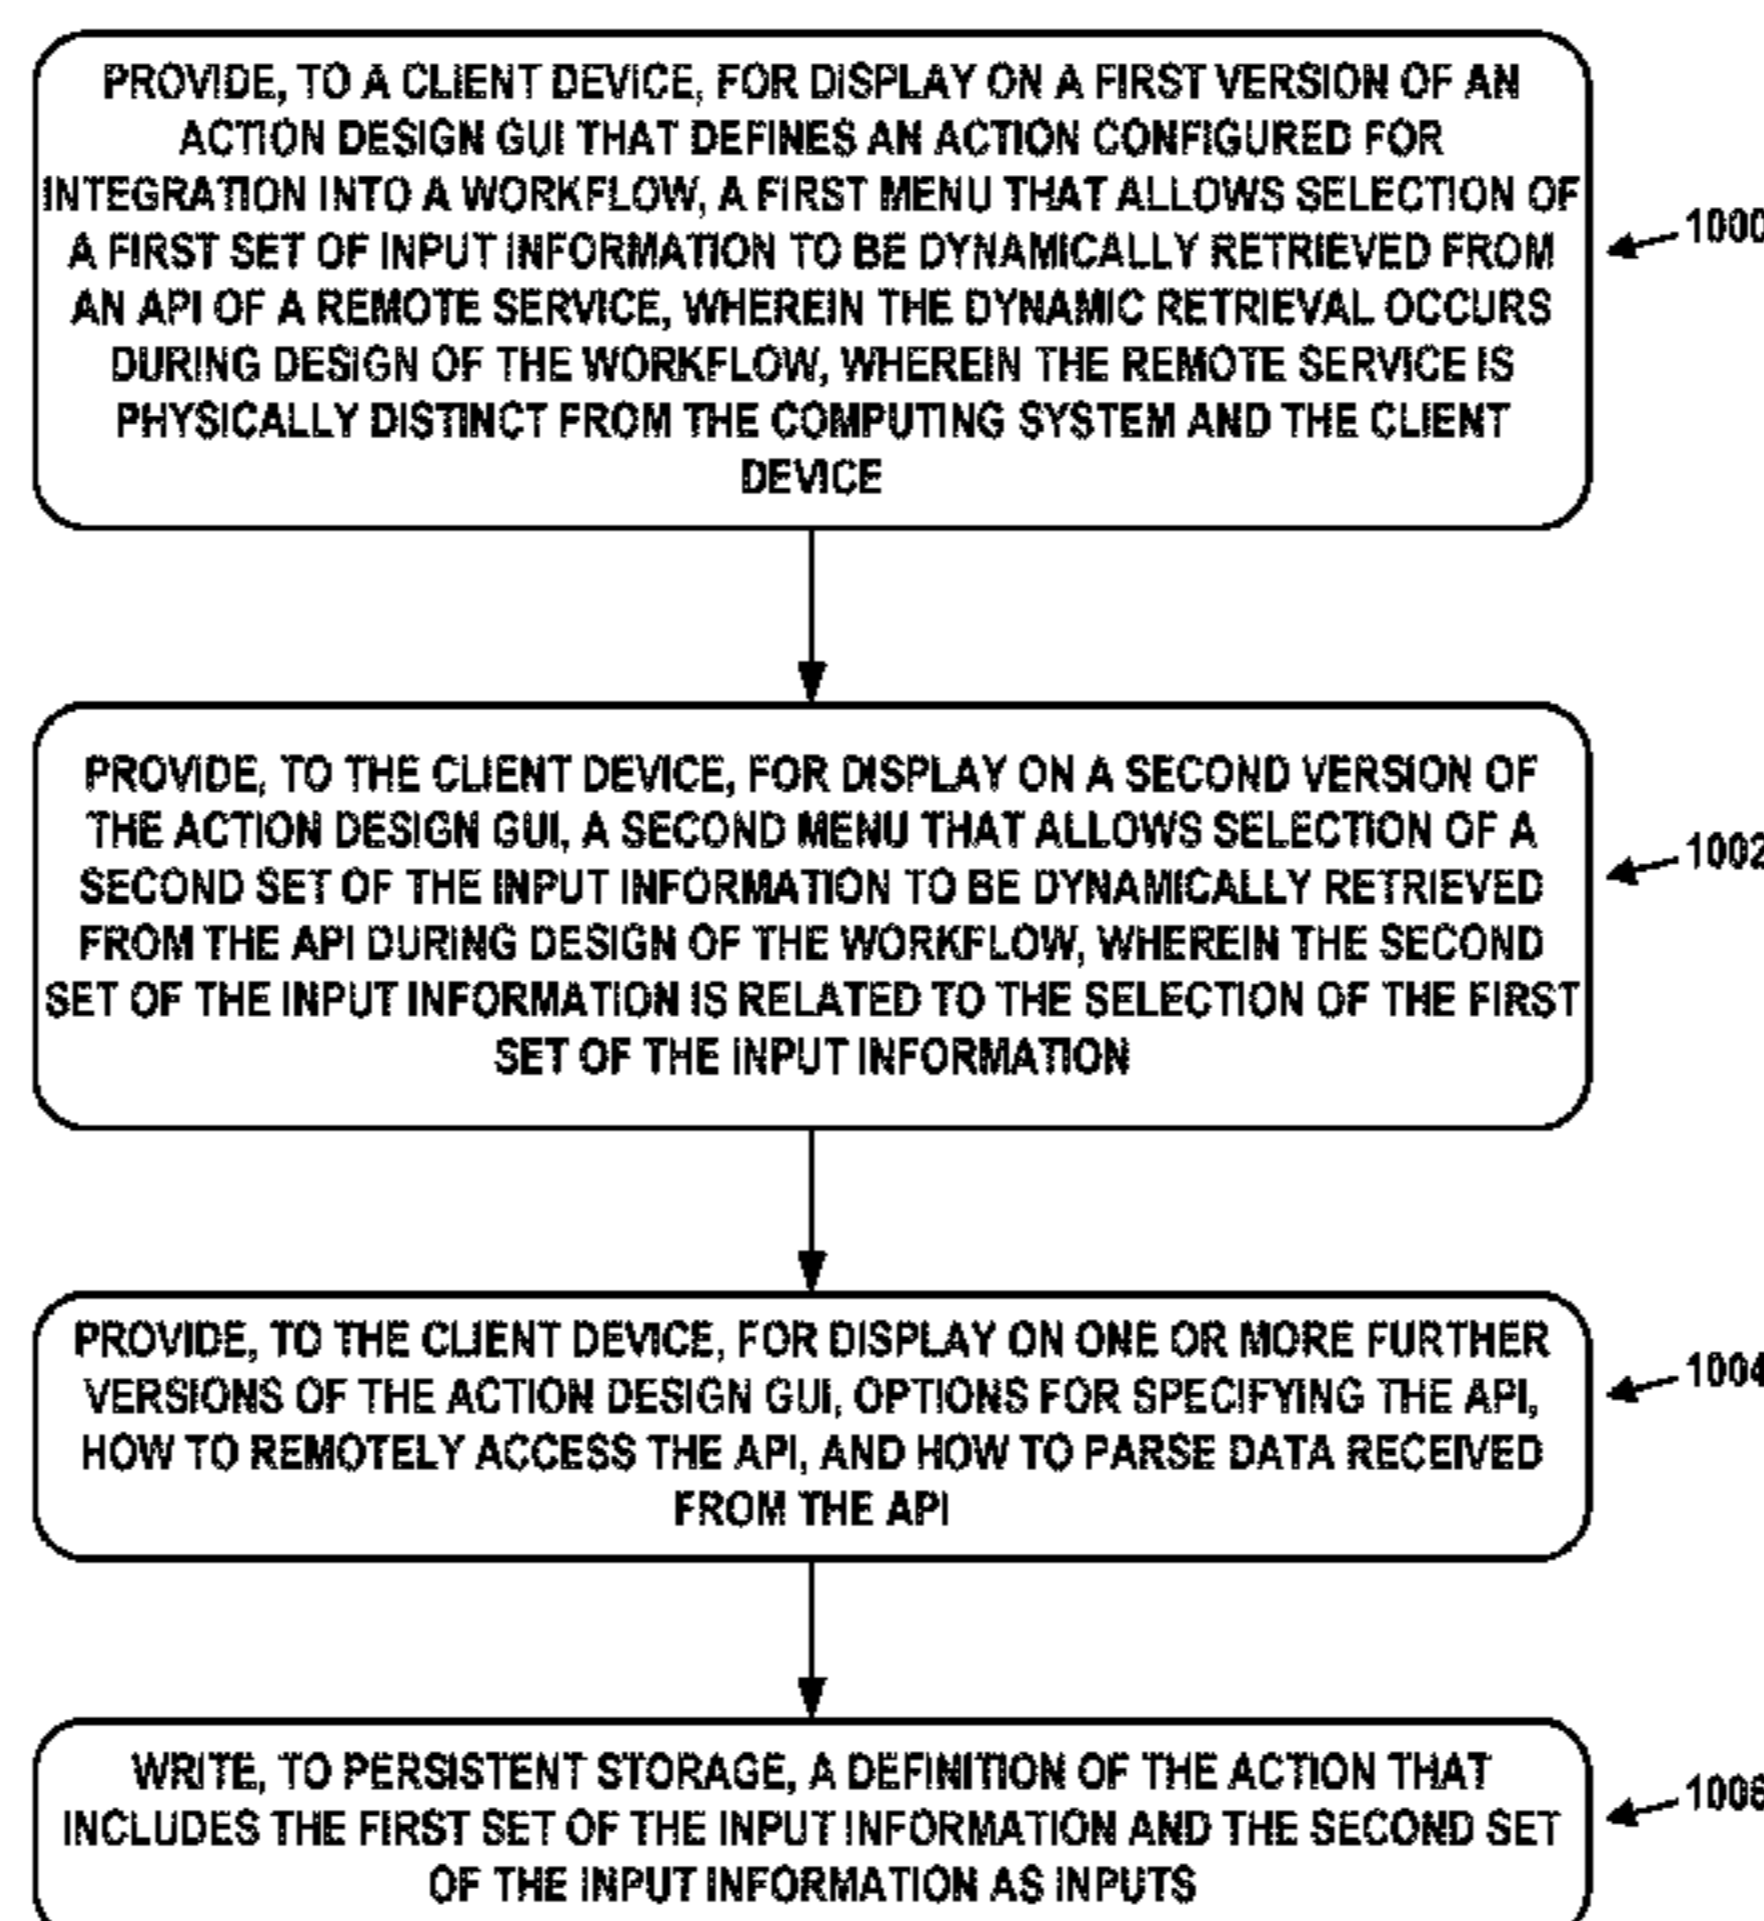 PROVIDE, TO A CLIENT DEVICE, FOR DISPLAY ON A FIRST VERSION OF AN
ACTION DESIGN GUI THAT DEFINES AN ACTION CONFIGURED FOR
INTEGRATION INTO A WORKFLOW, A FIRST MENU THAT ALLOWS SELECTION OF
A FIRST SET OF INPUT INFORMATION TO BE DYNAMICALLY RETRIEVED FROM
AN API OF A REMOTE SERVICE, WHEREIN THE DYNAMIC RETRIEVAL OCCURS
DURING DESIGN OF THE WORKFLOW, WHEREIN THE REMOTE SERVICE IS
PHYSICALLY DISTINCT FROM THE COMPUTING SYSTEM AND THE CLIENT
DEVICE
1000
PROVIDE, TO THE CLIENT DEVICE, FOR DISPLAY ON A SECOND VERSION OF
THE ACTION DESIGN GUI, A SECOND MENU THAT ALLOWS SELECTION OF A
SECOND SET OF THE INPUT INFORMATION TO BE DYNAMICALLY RETRIEVED
FROM THE API DURING DESIGN OF THE WORKFLOW, WHEREIN THE SECOND
SET OF THE INPUT INFORMATION IS RELATED TO THE SELECTION OF THE FIRST
SET OF THE INPUT INFORMATION
1002
PROVIDE, TO THE CLIENT DEVICE, FOR DISPLAY ON ONE OR MORE FURTHER
VERSIONS OF THE ACTION DESIGN GUI, OPTIONS FOR SPECIFYING THE API,
HOW TO REMOTELY ACCESS THE API, AND HOW TO PARSE DATA RECEIVED
FROM THE API
1004
WRITE, TO PERSISTENT STORAGE, A DEFINITION OF THE ACTION THAT
INCLUDES THE FIRST SET OF THE INPUT INFORMATION AND THE SECOND SET
OF THE INPUT INFORMATION AS INPUTS
1006